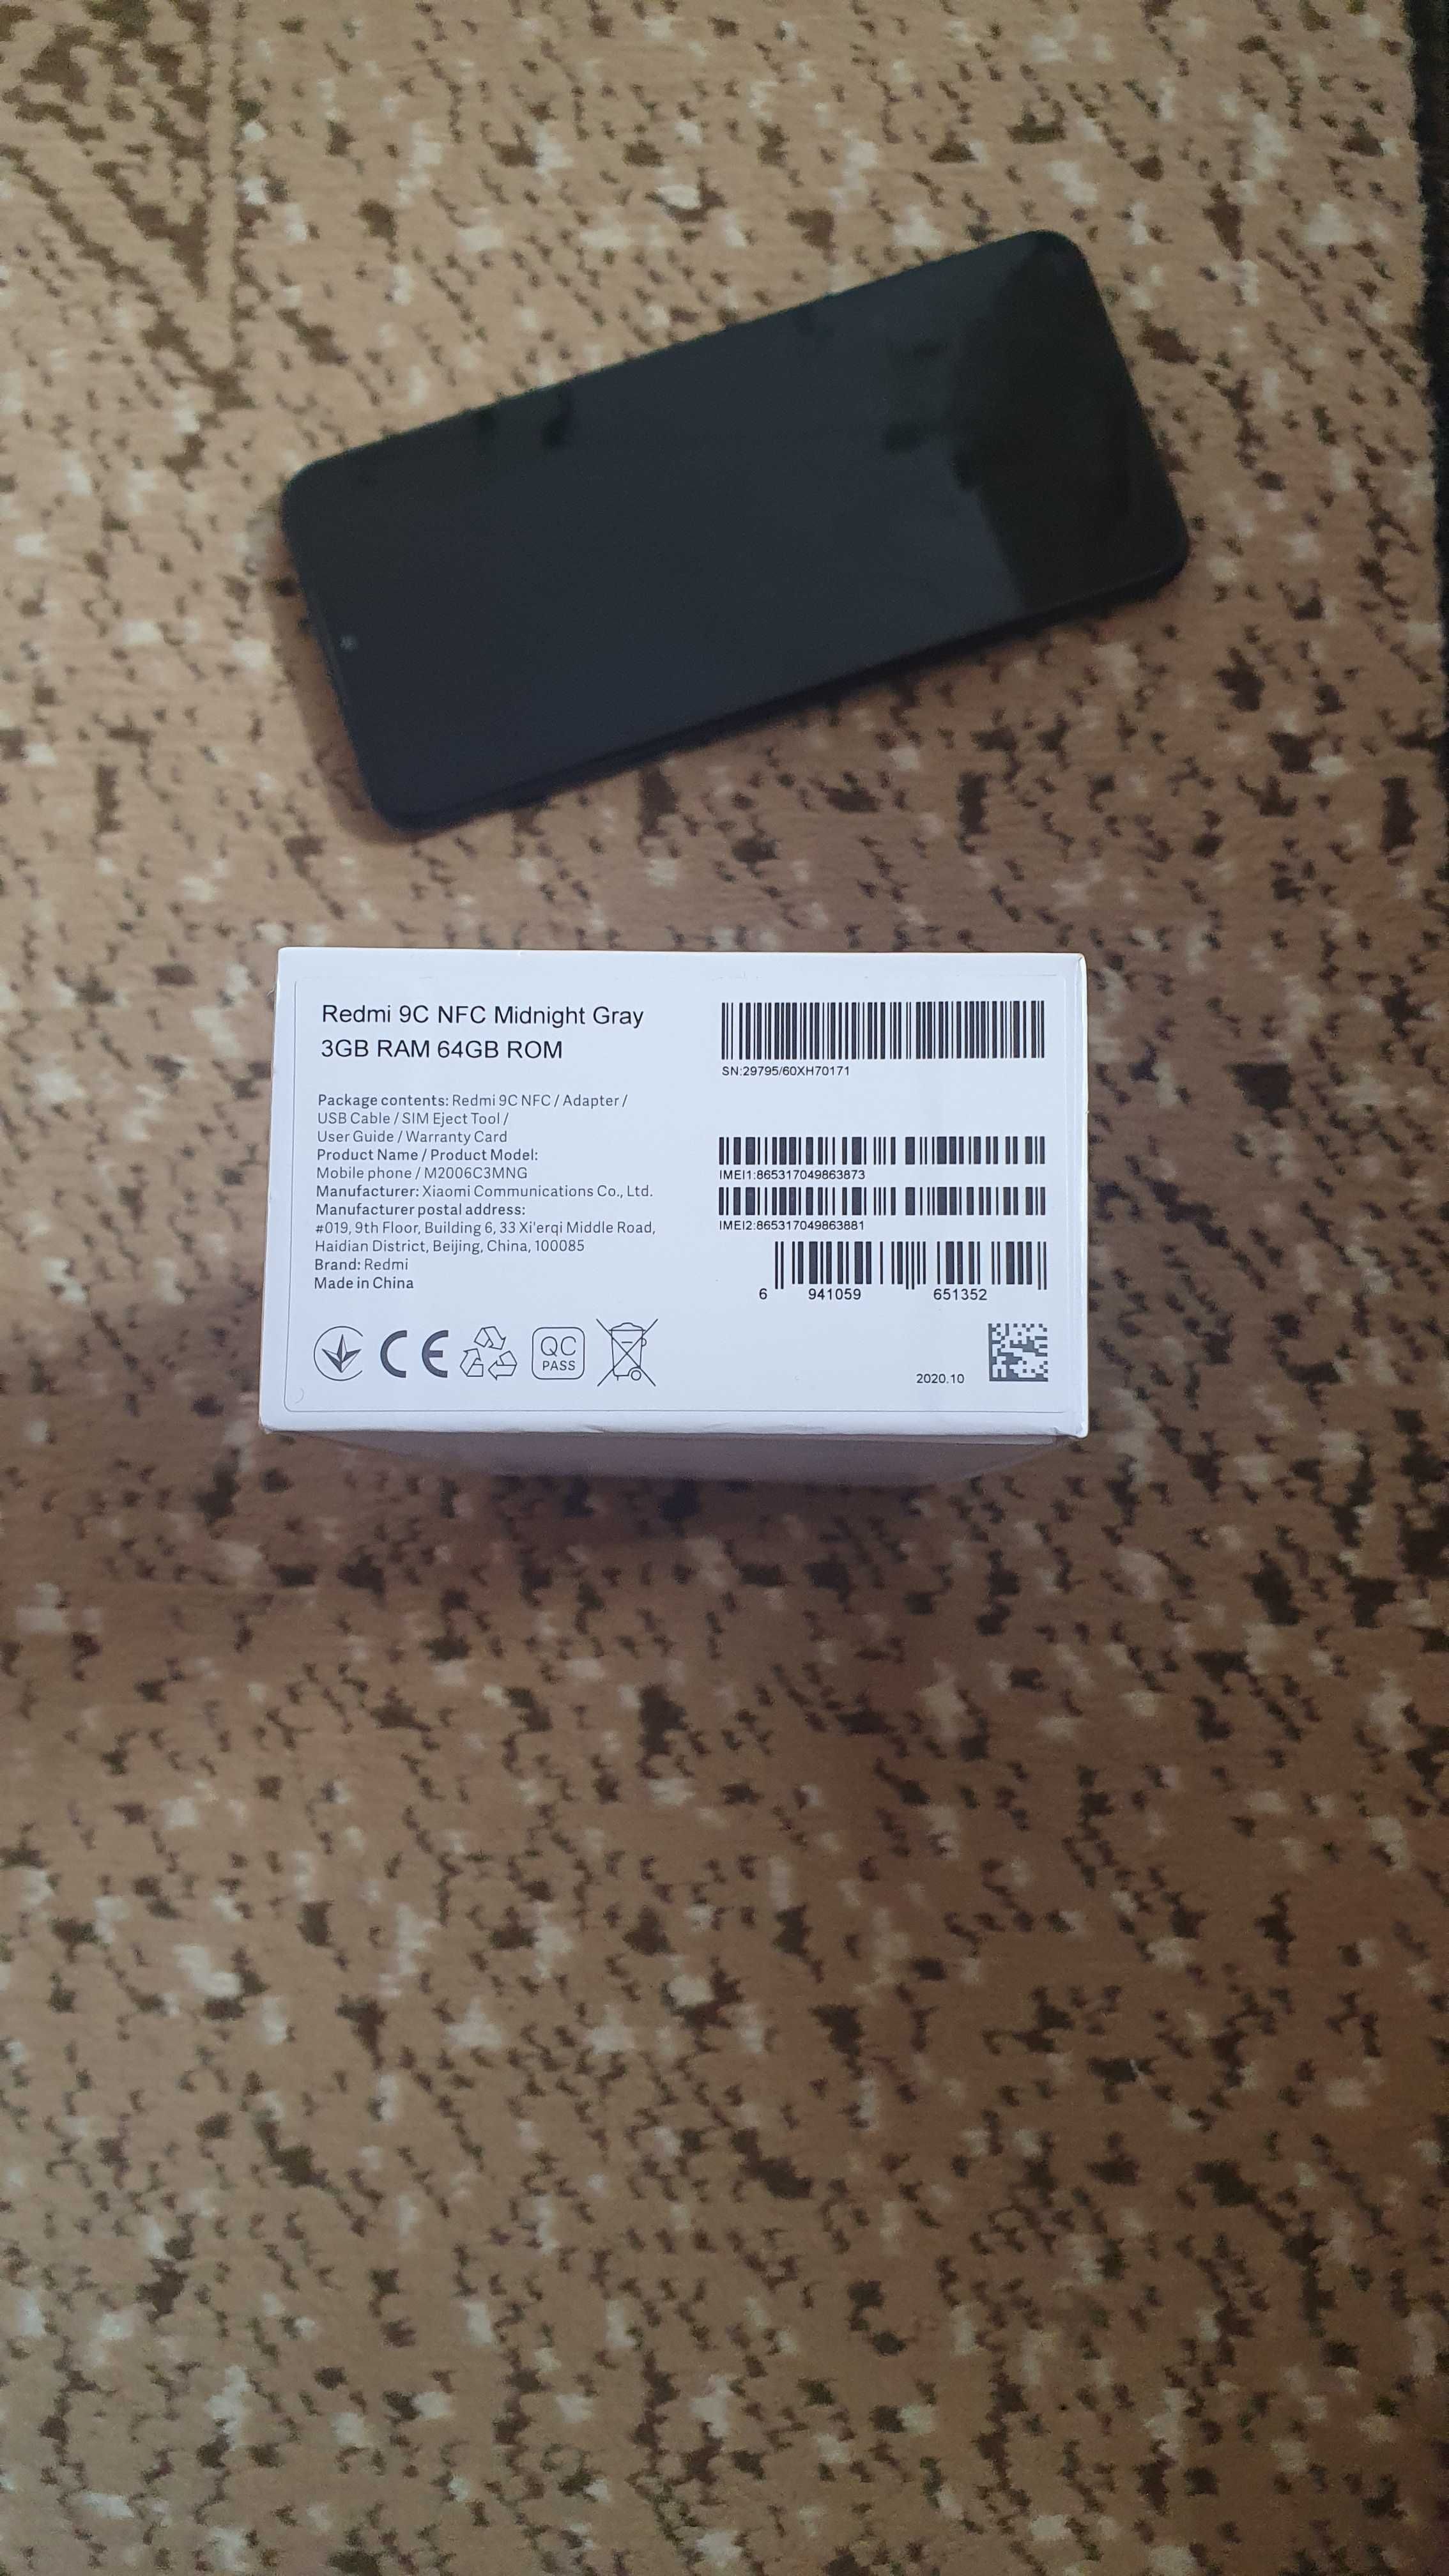 Redmi 9C NFC Midnight Gray
3GB RAM 64GB ROM
Package contents: Redmi 9C NFC / Adapter /
USB Cable / SIM Eject Tool /
User Guide / Warranty Card
Product Name / Product Model:
Mobile phone / M2006C3MNG
Manufacturer: Xiaomi Communications Co., Ltd.
Manufacturer postal address:
#019, 9th Floor, Building 6, 33 Xi'erqi Middle Road,
Haidian District, Beijing, China, 100085
Brand: Redmi
Made in China
CE
QC
PASS
SN:29795/60XH70171
IMEI1:865317049863873
IMEI2:865317049863881
6 941059 651352
2020.10